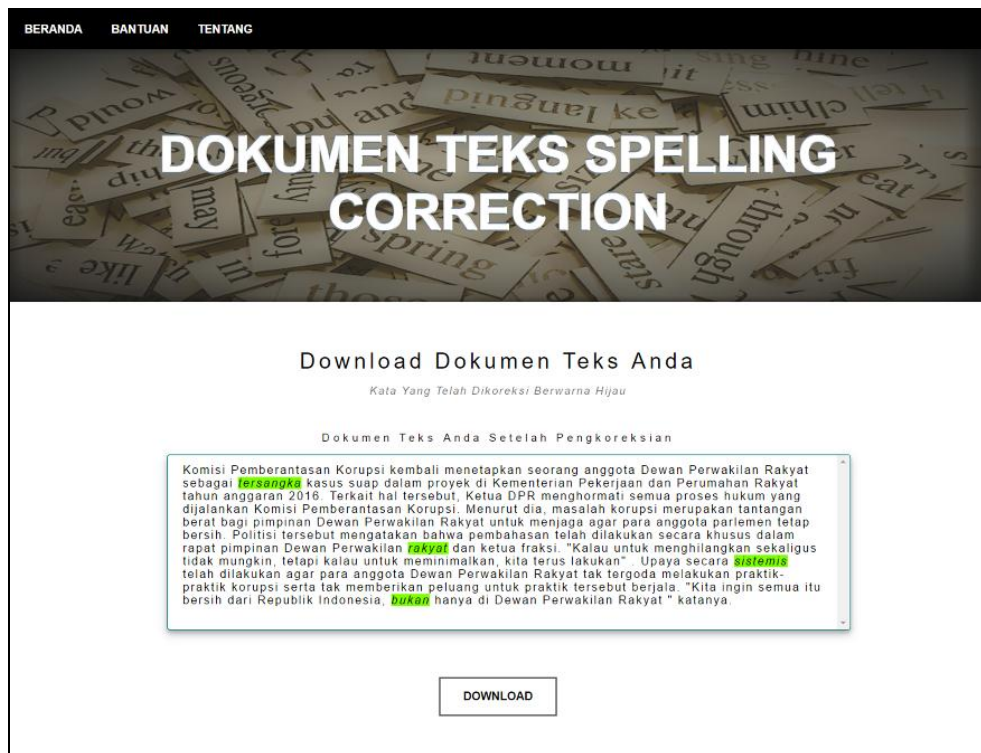 BERANDA BANTUAN TENTANG
DOKUMEN TEKS SPELLING
CORRECTION
Download Dokumen Teks Anda
Kata Yang Telah Dikoreksi Berwarna Hijau
Dokumen Teks Anda Setelah Pengkoreksian
Komisi Pemberantasan Korupsi kembali menetapkan seorang anggota Dewan Perwakilan Rakyat
sebagai tersangka kasus suap dalam proyek di Kementerian Pekerjaan dan Perumahan Rakyat
tahun anggaran 2016. Terkait hal tersebut, Ketua DPR menghormati semua proses hukum yang
dijalankan Komisi Pemberantasan Korupsi. Menurut dia, masalah korupsi merupakan tantangan
berat bagi pimpinan Dewan Perwakilan Rakyat untuk menjaga agar para anggota parlemen tetap
bersih. Politisi tersebut mengatakan bahwa pembahasan telah dilakukan secara khusus dalam
rapat pimpinan Dewan Perwakilan rakyat dan ketua fraksi. "Kalau untuk menghilangkan sekaligus
tidak mungkin, tetapi kalau untuk meminimalkan, kita terus lakukan" . Upaya secara sistemis
telah dilakukan agar para anggota Dewan Perwakilan Rakyat tak tergoda melakukan praktik-
praktik korupsi serta tak memberikan peluang untuk praktik tersebut berjala. "Kita ingin semua itu
bersih dari Republik Indonesia, bukan hanya di Dewan Perwakilan Rakyat " katanya.
DOWNLOAD